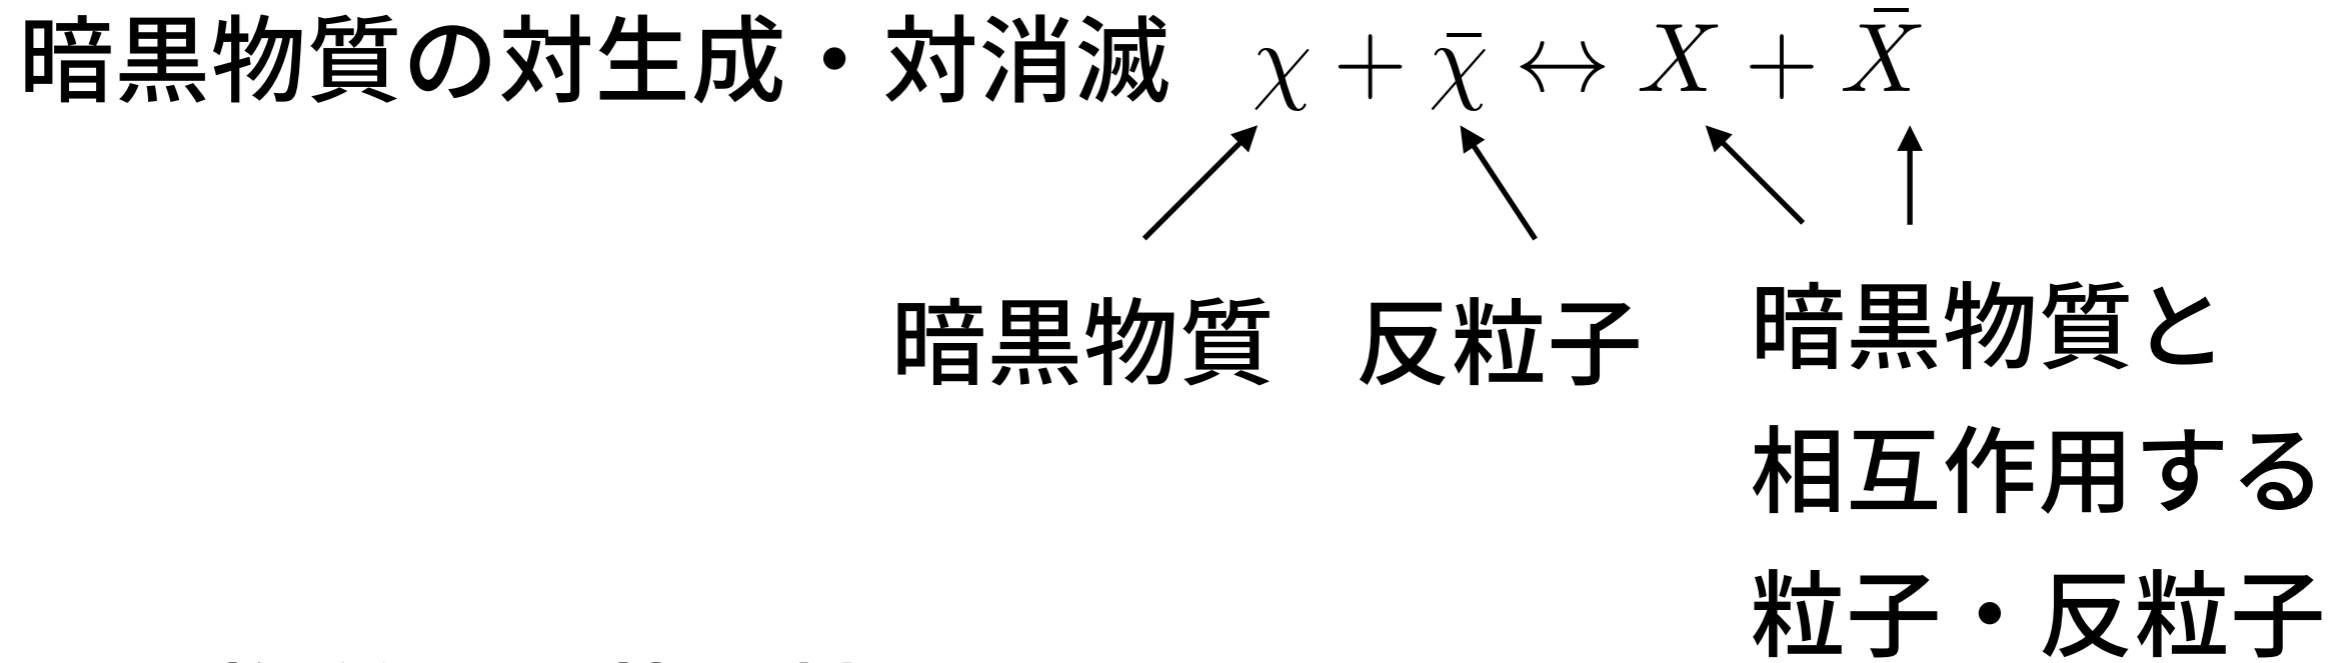 暗黒物質の対生成・対消滅 χ + χ̄ ↔ X + X̄
暗黒物質
反粒子
暗黒物質と
相互作用する
粒子・反粒子